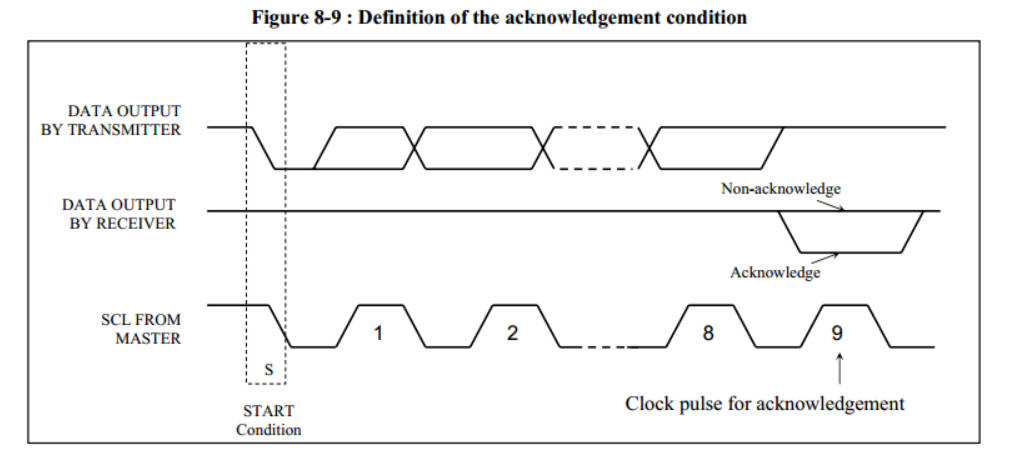 Figure 8-9 : Definition of the acknowledgement condition
DATA OUTPUT
BY TRANSMITTER
Non-acknowledge
DATA OUTPUT
BY RECEIVER
Acknowledge
SCL FROM
MASTER
1
2
8
9
S
Clock pulse for acknowledgement
START
Condition